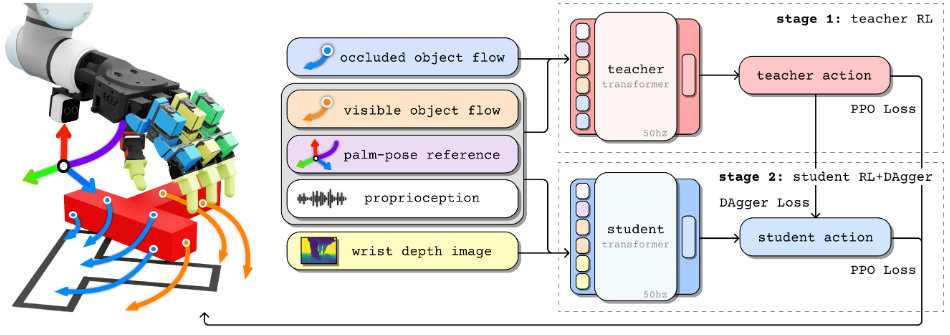 stage 1: teacher RL
occluded object flow
visible object flow
palm-pose reference
proprioception
wrist depth image
teacher
transformer
50hz
teacher action
PPO Loss
stage 2: student RL+DAgger
DAgger Loss
student
transformer
50hz
student action
PPO Loss